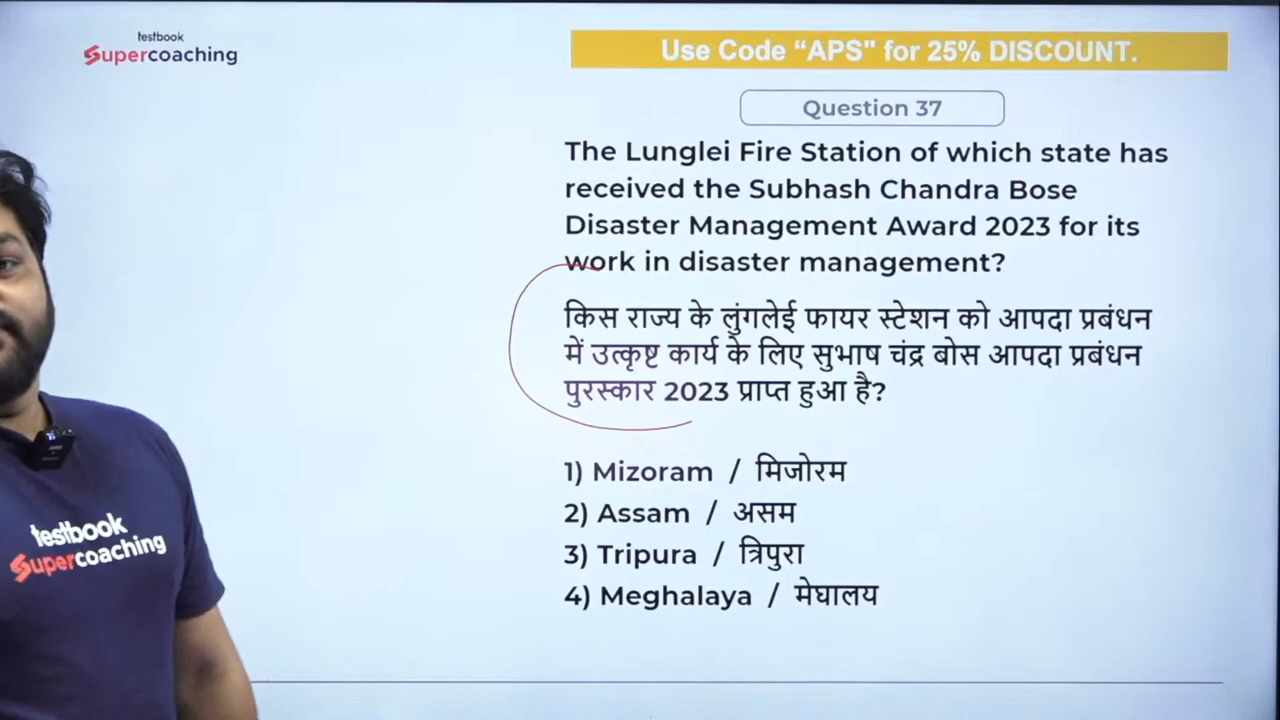 testbook
Supercoaching
Use Code “APS" for 25% DISCOUNT.
Question 37
The Lunglei Fire Station of which state has
received the Subhash Chandra Bose
Disaster Management Award 2023 for its
work in disaster management?
किस राज्य के लुंगलेई फायर स्टेशन को आपदा प्रबंधन
में उत्कृष्ट कार्य के लिए सुभाष चंद्र बोस आपदा प्रबंधन
पुरस्कार 2023 प्राप्त हुआ है?
1) Mizoram / मिजोरम
2) Assam / असम
3) Tripura / त्रिपुरा
4) Meghalaya / मेघालय
testbook
Supercoaching